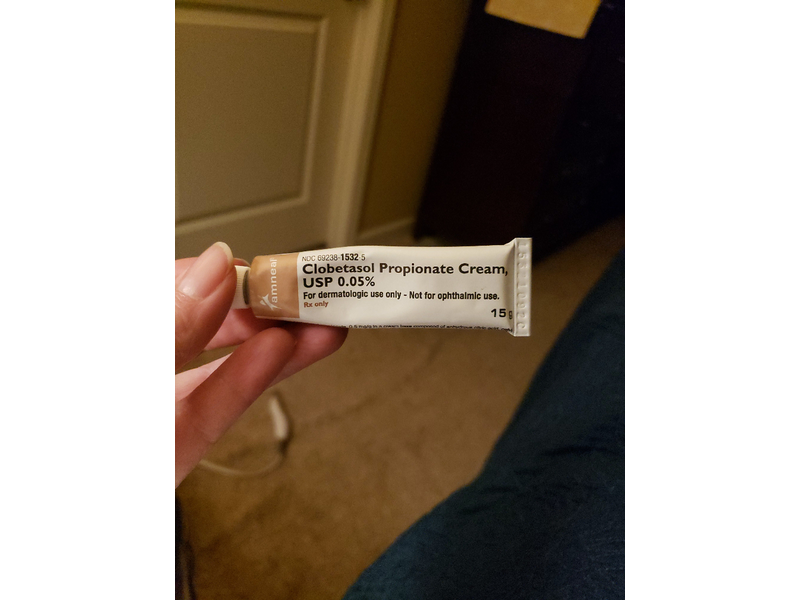 NDC 69238-1532 5
Clobetasol Propionate Cream,
USP 0.05%
For dermatologic use only - Not for ophthalmic use.
Rx only
15 g
amneal